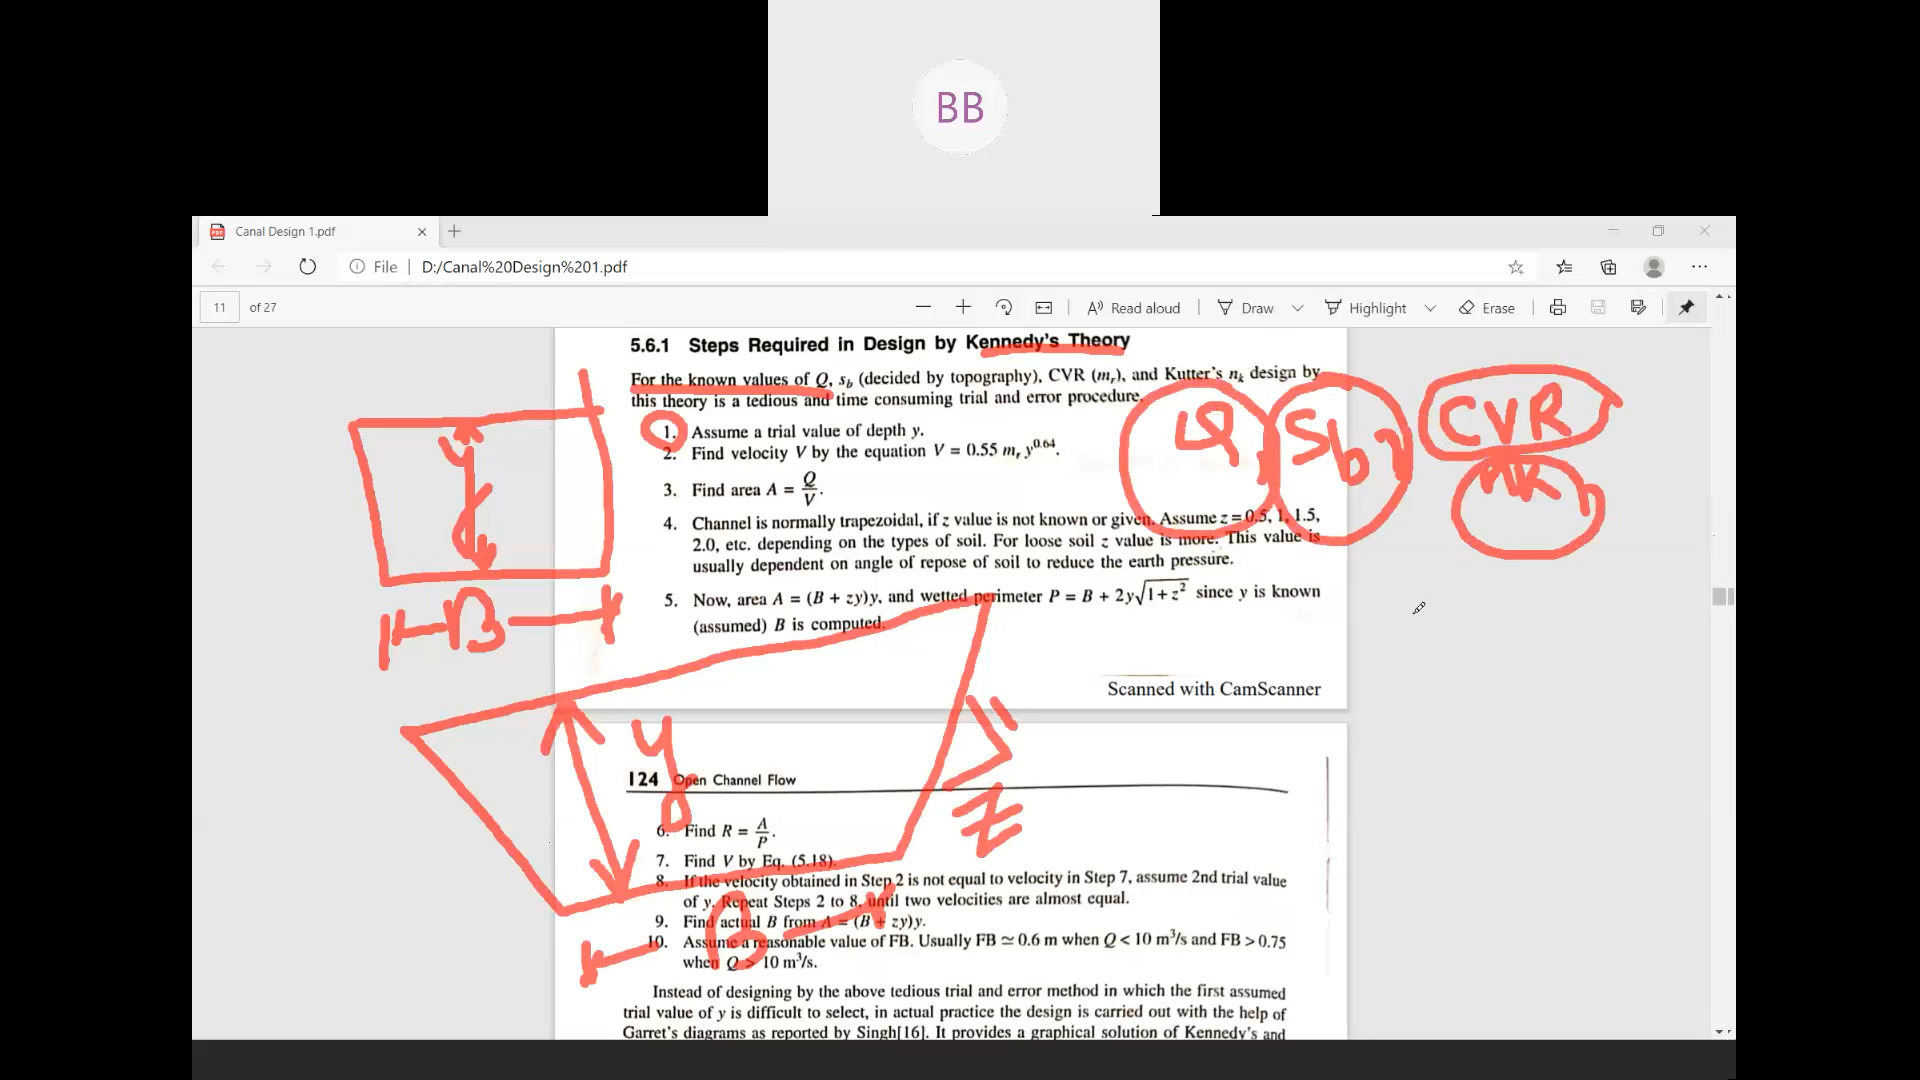 BB
Canal Design 1.pdf
File | D:/Canal%20Design%201.pdf
11 of 27
Read aloud
Draw
Highlight
Erase
5.6.1 Steps Required in Design by Kennedy's Theory
For the known values of Q, s_b (decided by topography), CVR (m_r), and Kutter's n_k design by
this theory is a tedious and time consuming trial and error procedure.
1. Assume a trial value of depth y.
2. Find velocity V by the equation V = 0.55 m_r y^0.64.
3. Find area A = Q/V.
4. Channel is normally trapezoidal, if z value is not known or given. Assume z = 0.5, 1, 1.5,
2.0, etc. depending on the types of soil. For loose soil z value is more. This value is
usually dependent on angle of repose of soil to reduce the earth pressure.
5. Now, area A = (B + zy)y, and wetted perimeter P = B + 2y√(1 + z²) since y is known
(assumed) B is computed.
Scanned with CamScanner
124 Open Channel Flow
6. Find R = A/P.
7. Find V by Eq. (5.18).
8. If the velocity obtained in Step 2 is not equal to velocity in Step 7, assume 2nd trial value
of y. Repeat Steps 2 to 8, until two velocities are almost equal.
9. Find actual B from A = (B + zy)y.
10. Assume a reasonable value of FB. Usually FB ≃ 0.6 m when Q < 10 m³/s and FB > 0.75
when Q > 10 m³/s.
Instead of designing by the above tedious trial and error method in which the first assumed
trial value of y is difficult to select, in actual practice the design is carried out with the help of
Garret's diagrams as reported by Singh[16]. It provides a graphical solution of Kennedy's and
Q, Sb, CVR
nk,
y
B
y
B
1
z